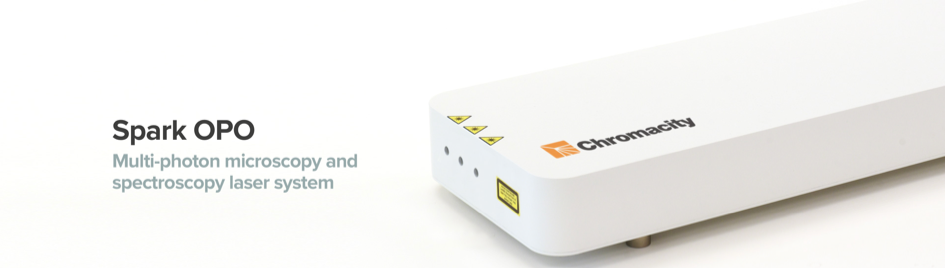 Spark OPO
Multi-photon microscopy and
spectroscopy laser system
Chromacity